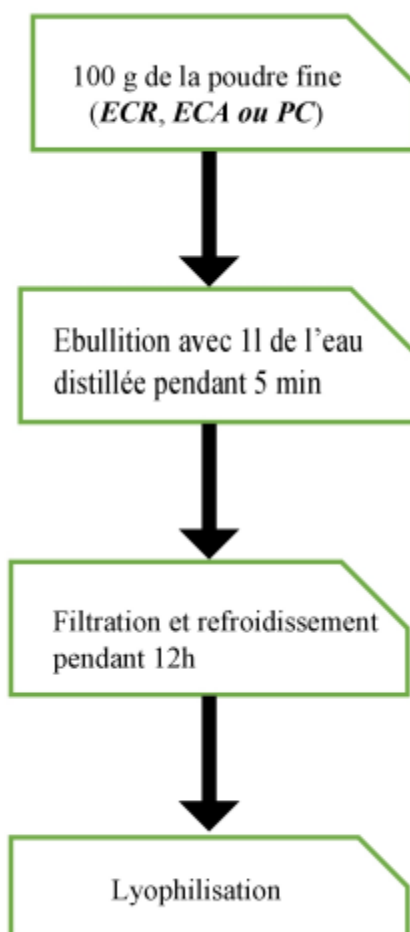 100 g de la poudre fine
(ECR, ECA ou PC)
Ebullition avec 1l de l’eau
distillée pendant 5 min
Filtration et refroidissement
pendant 12h
Lyophilisation